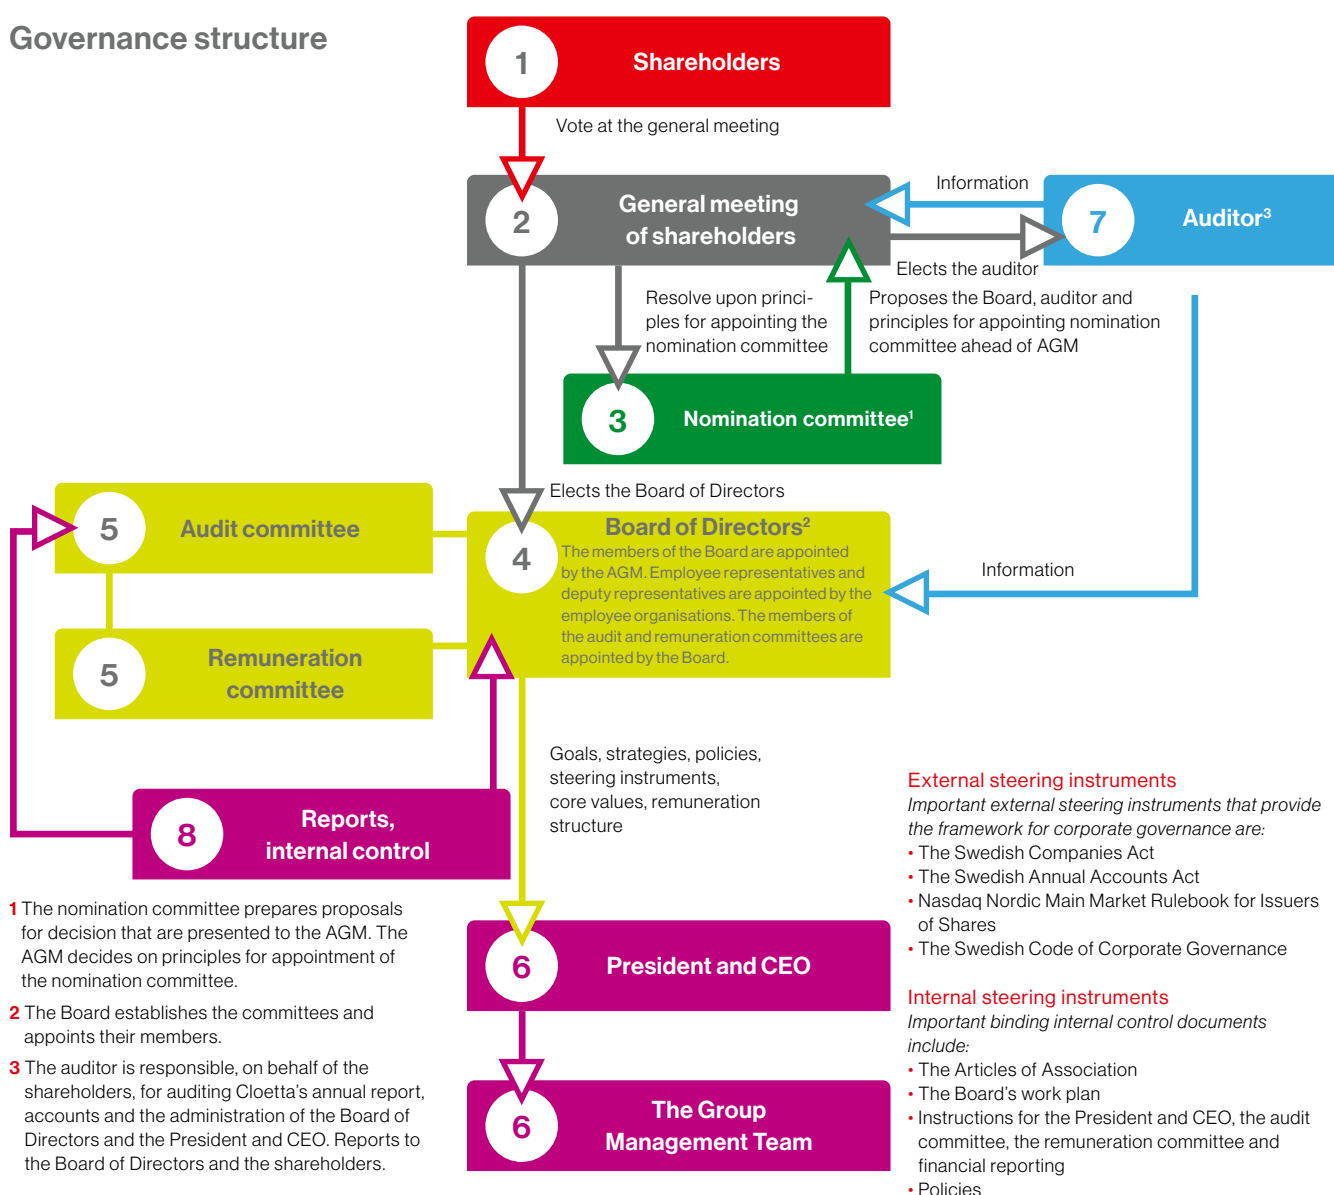 Governance structure
1
Shareholders
Vote at the general meeting
2
General meeting
of shareholders
Information
7
Auditor³
Elects the auditor
Resolve upon princi-
ples for appointing the
nomination committee
Proposes the Board, auditor and
principles for appointing nomination
committee ahead of AGM
3
Nomination committee¹
Elects the Board of Directors
5
Audit committee
4
Board of Directors²
The members of the Board are appointed
by the AGM. Employee representatives and
deputy representatives are appointed by the
employee organisations. The members of
the audit and remuneration committees are
appointed by the Board.
Information
5
Remuneration
committee
Goals, strategies, policies,
steering instruments,
core values, remuneration
structure
8
Reports,
internal control
6
President and CEO
6
The Group
Management Team
1 The nomination committee prepares proposals
for decision that are presented to the AGM. The
AGM decides on principles for appointment of
the nomination committee.
2 The Board establishes the committees and
appoints their members.
3 The auditor is responsible, on behalf of the
shareholders, for auditing Cloetta's annual report,
accounts and the administration of the Board of
Directors and the President and CEO. Reports to
the Board of Directors and the shareholders.
External steering instruments
Important external steering instruments that provide
the framework for corporate governance are:
• The Swedish Companies Act
• The Swedish Annual Accounts Act
• Nasdaq Nordic Main Market Rulebook for Issuers
of Shares
• The Swedish Code of Corporate Governance
Internal steering instruments
Important binding internal control documents
include:
• The Articles of Association
• The Board's work plan
• Instructions for the President and CEO, the audit
committee, the remuneration committee and
financial reporting
• Policies